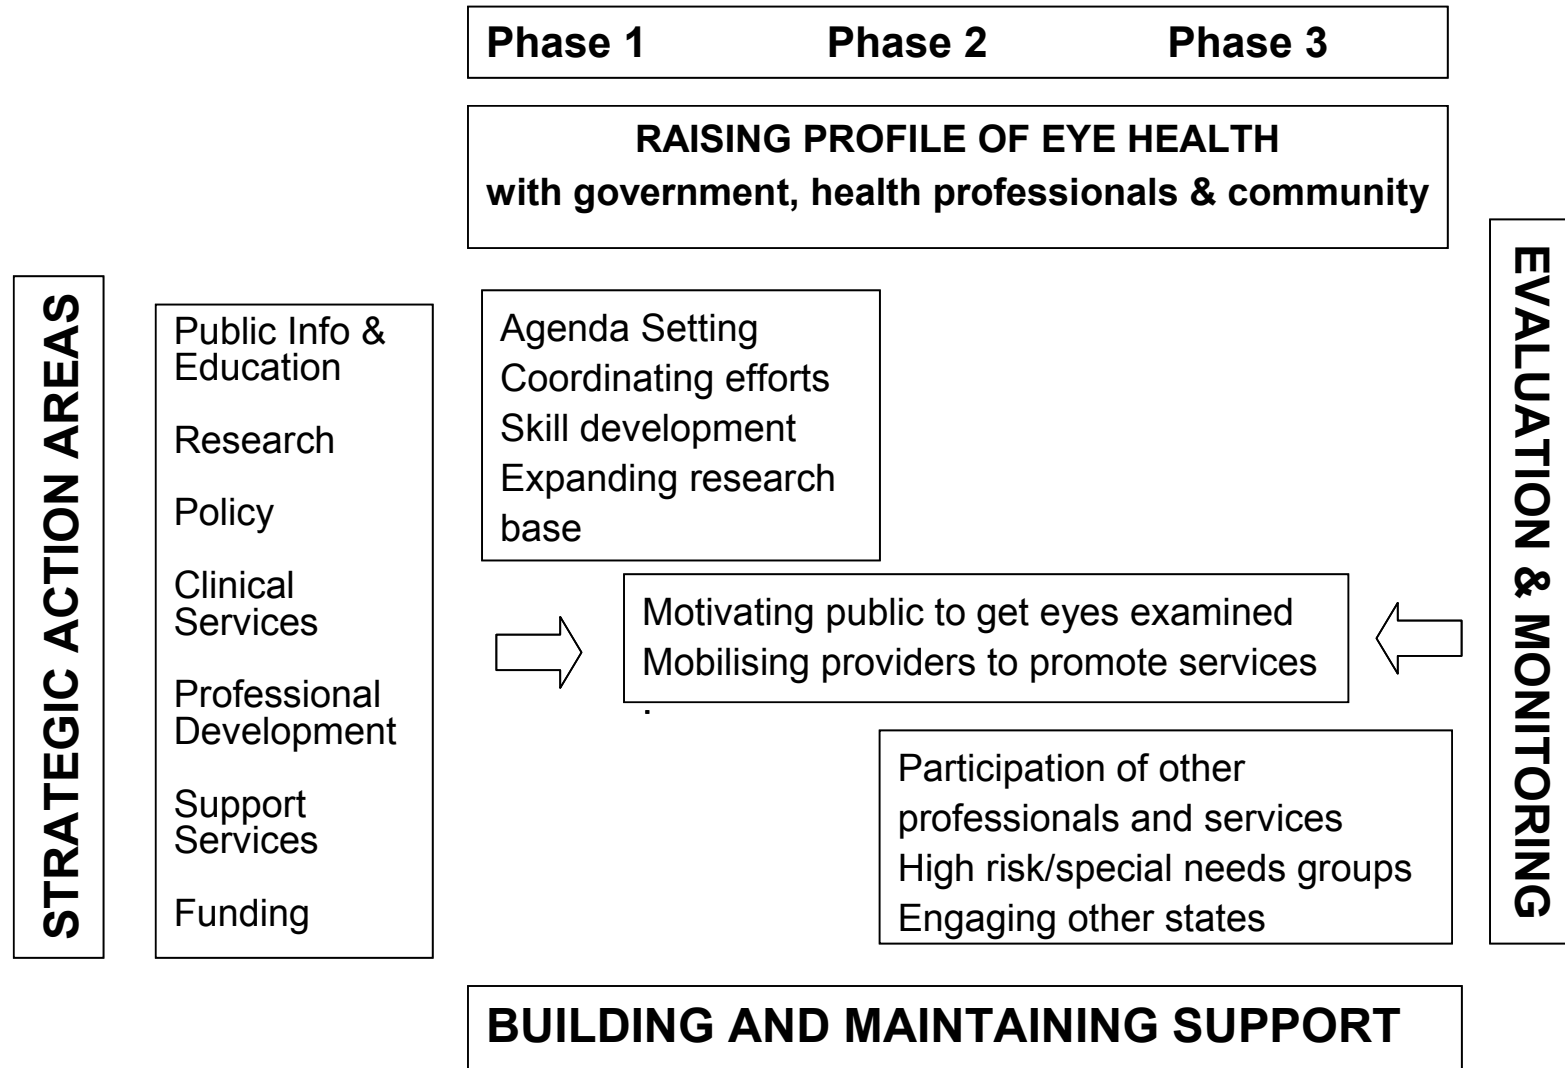 Phase 1 Phase 2 Phase 3
RAISING PROFILE OF EYE HEALTH
with government, health professionals & community
STRATEGIC ACTION AREAS
Public Info &
Education
Research
Policy
Clinical
Services
Professional
Development
Support
Services
Funding
Agenda Setting
Coordinating efforts
Skill development
Expanding research
base
Motivating public to get eyes examined
Mobilising providers to promote services
.
Participation of other
professionals and services
High risk/special needs groups
Engaging other states
EVALUATION & MONITORING
BUILDING AND MAINTAINING SUPPORT